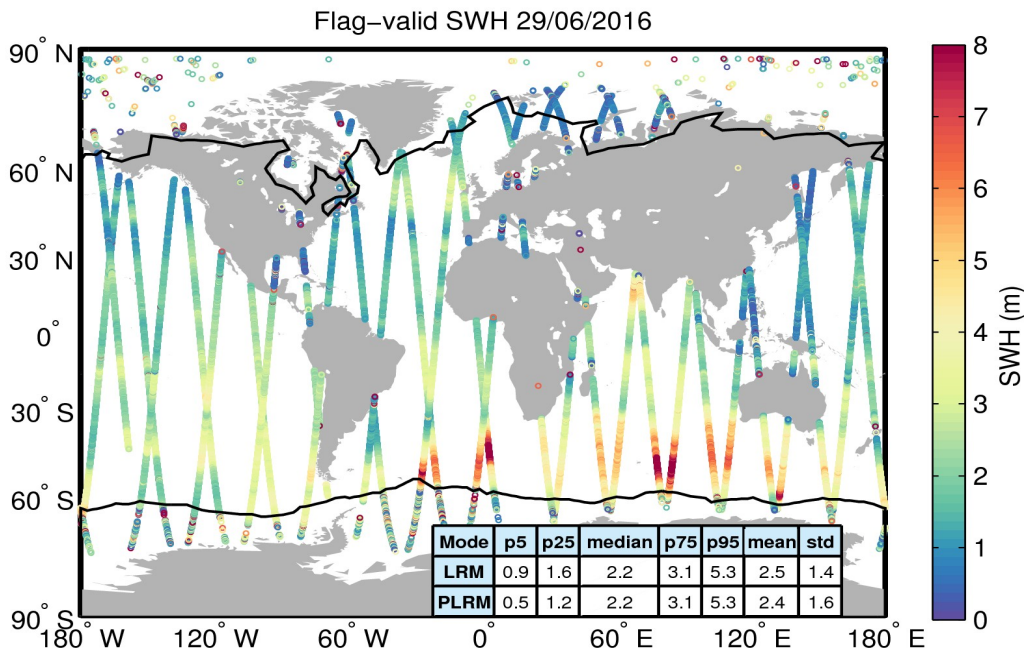 Flag−valid SWH 29/06/2016
90° N
60° N
30° N
0°
30° S
60° S
90° S
180° W
120° W
60° W
0°
60° E
120° E
180° E
Mode p5 p25 median p75 p95 mean std
LRM 0.9 1.6 2.2 3.1 5.3 2.5 1.4
PLRM 0.5 1.2 2.2 3.1 5.3 2.4 1.6
8
7
6
5
4
3
2
1
0
SWH (m)